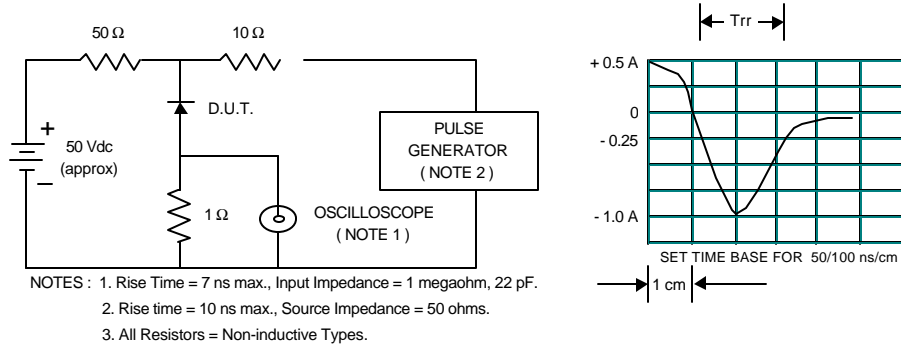 50 Ω
10 Ω
D.U.T.
+
50 Vdc
(approx)
−
1 Ω
OSCILLOSCOPE
( NOTE 1 )
PULSE
GENERATOR
( NOTE 2 )
Trr
+ 0.5 A
0
- 0.25
- 1.0 A
SET TIME BASE FOR 50/100 ns/cm
1 cm
NOTES : 1. Rise Time = 7 ns max., Input Impedance = 1 megaohm, 22 pF.
2. Rise time = 10 ns max., Source Impedance = 50 ohms.
3. All Resistors = Non-inductive Types.